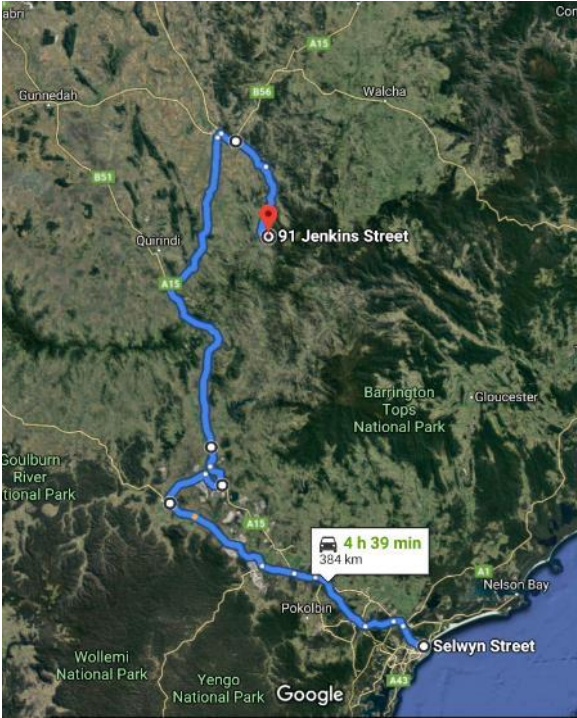 abri
Cor
A15
B56
Gunnedah
Walcha
B51
91 Jenkins Street
Quirindi
A15
Barrington
Tops
National Park
Gloucester
Goulburn
River
tional Park
A15
4 h 39 min
384 km
A1
Nelson Bay
Pokolbin
Selwyn Street
Wollemi
National Park
Yengo
National Park
A43
Google